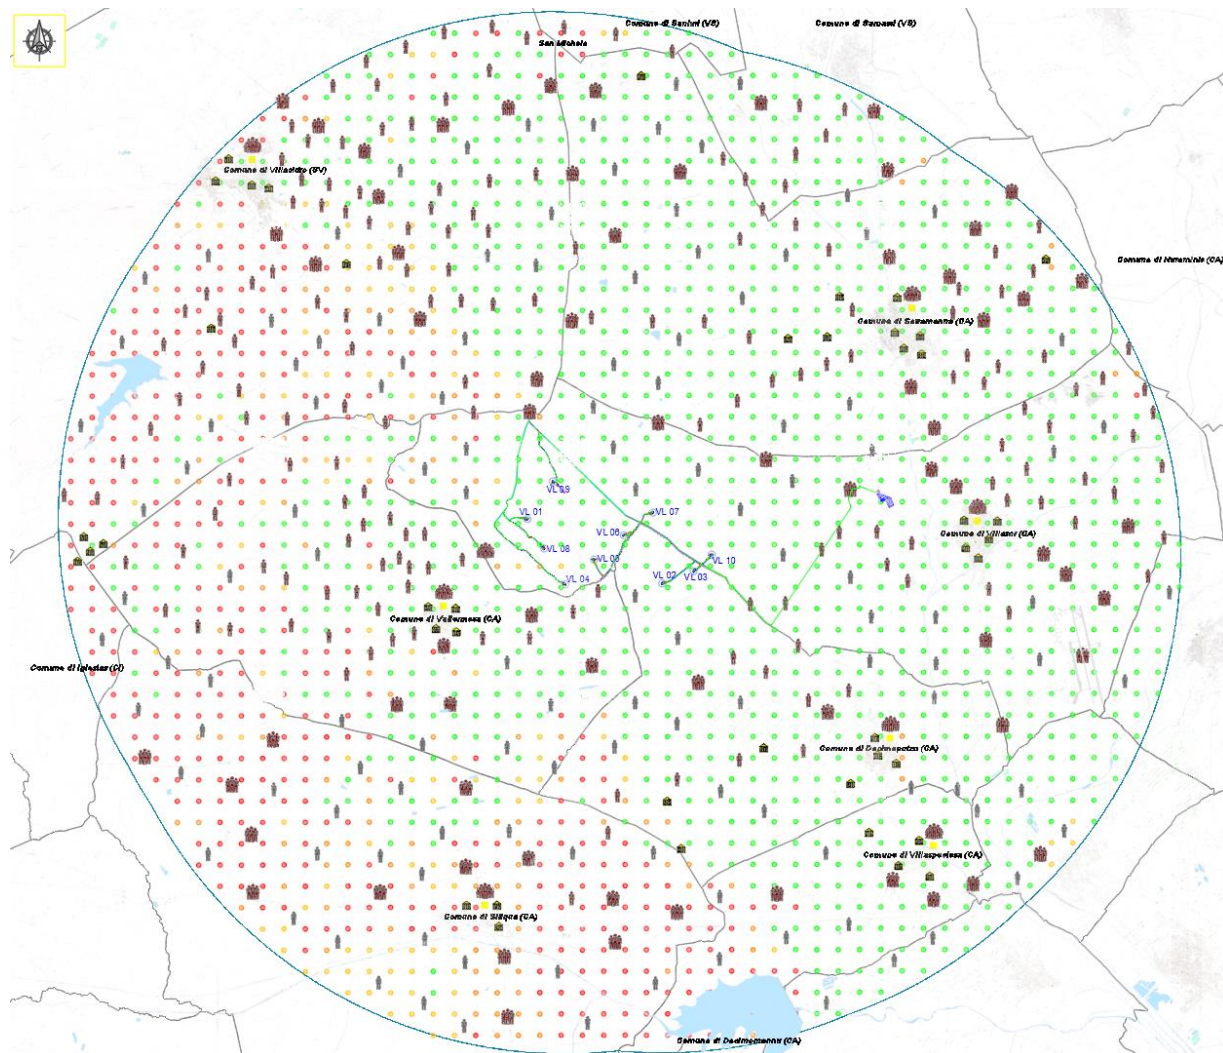 Comune di Sanluri (VS)
Comune di Samassi (VS)
San Michele
Comune di Villacidro (SV)
Comune di Nuraminis (CA)
Comune di Serramanna (CA)
VL 09
VL 01
VL 07
VL 06
Comune di Villasor (CA)
VL 08
VL 05
VL 10
VL 04
VL 02
VL 03
Comune di Vallermosa (CA)
Comune di Iglesias (CI)
Comune di Decimoputzu (CA)
Comune di Villaspeciosa (CA)
Comune di Siliqua (CA)
Comune di Decimomannu (CA)